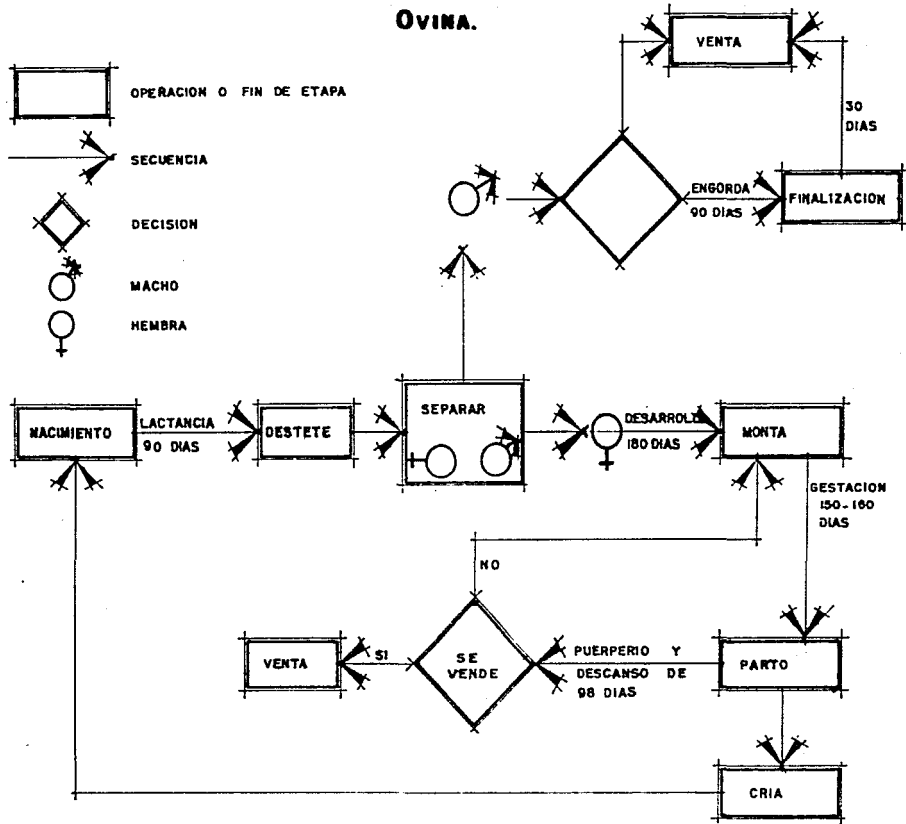 OVINA.
OPERACION O FIN DE ETAPA
SECUENCIA
DECISION
MACHO
HEMBRA
VENTA
30
DIAS
ENGORDA
90 DIAS
FINALIZACION
NACIMIENTO
LACTANCIA
90 DIAS
DESTETE
SEPARAR
DESARROLLO
180 DIAS
MONTA
GESTACION
150-160
DIAS
NO
VENTA
SI
SE
VENDE
PUERPERIO Y
DESCANSO DE
98 DIAS
PARTO
CRIA